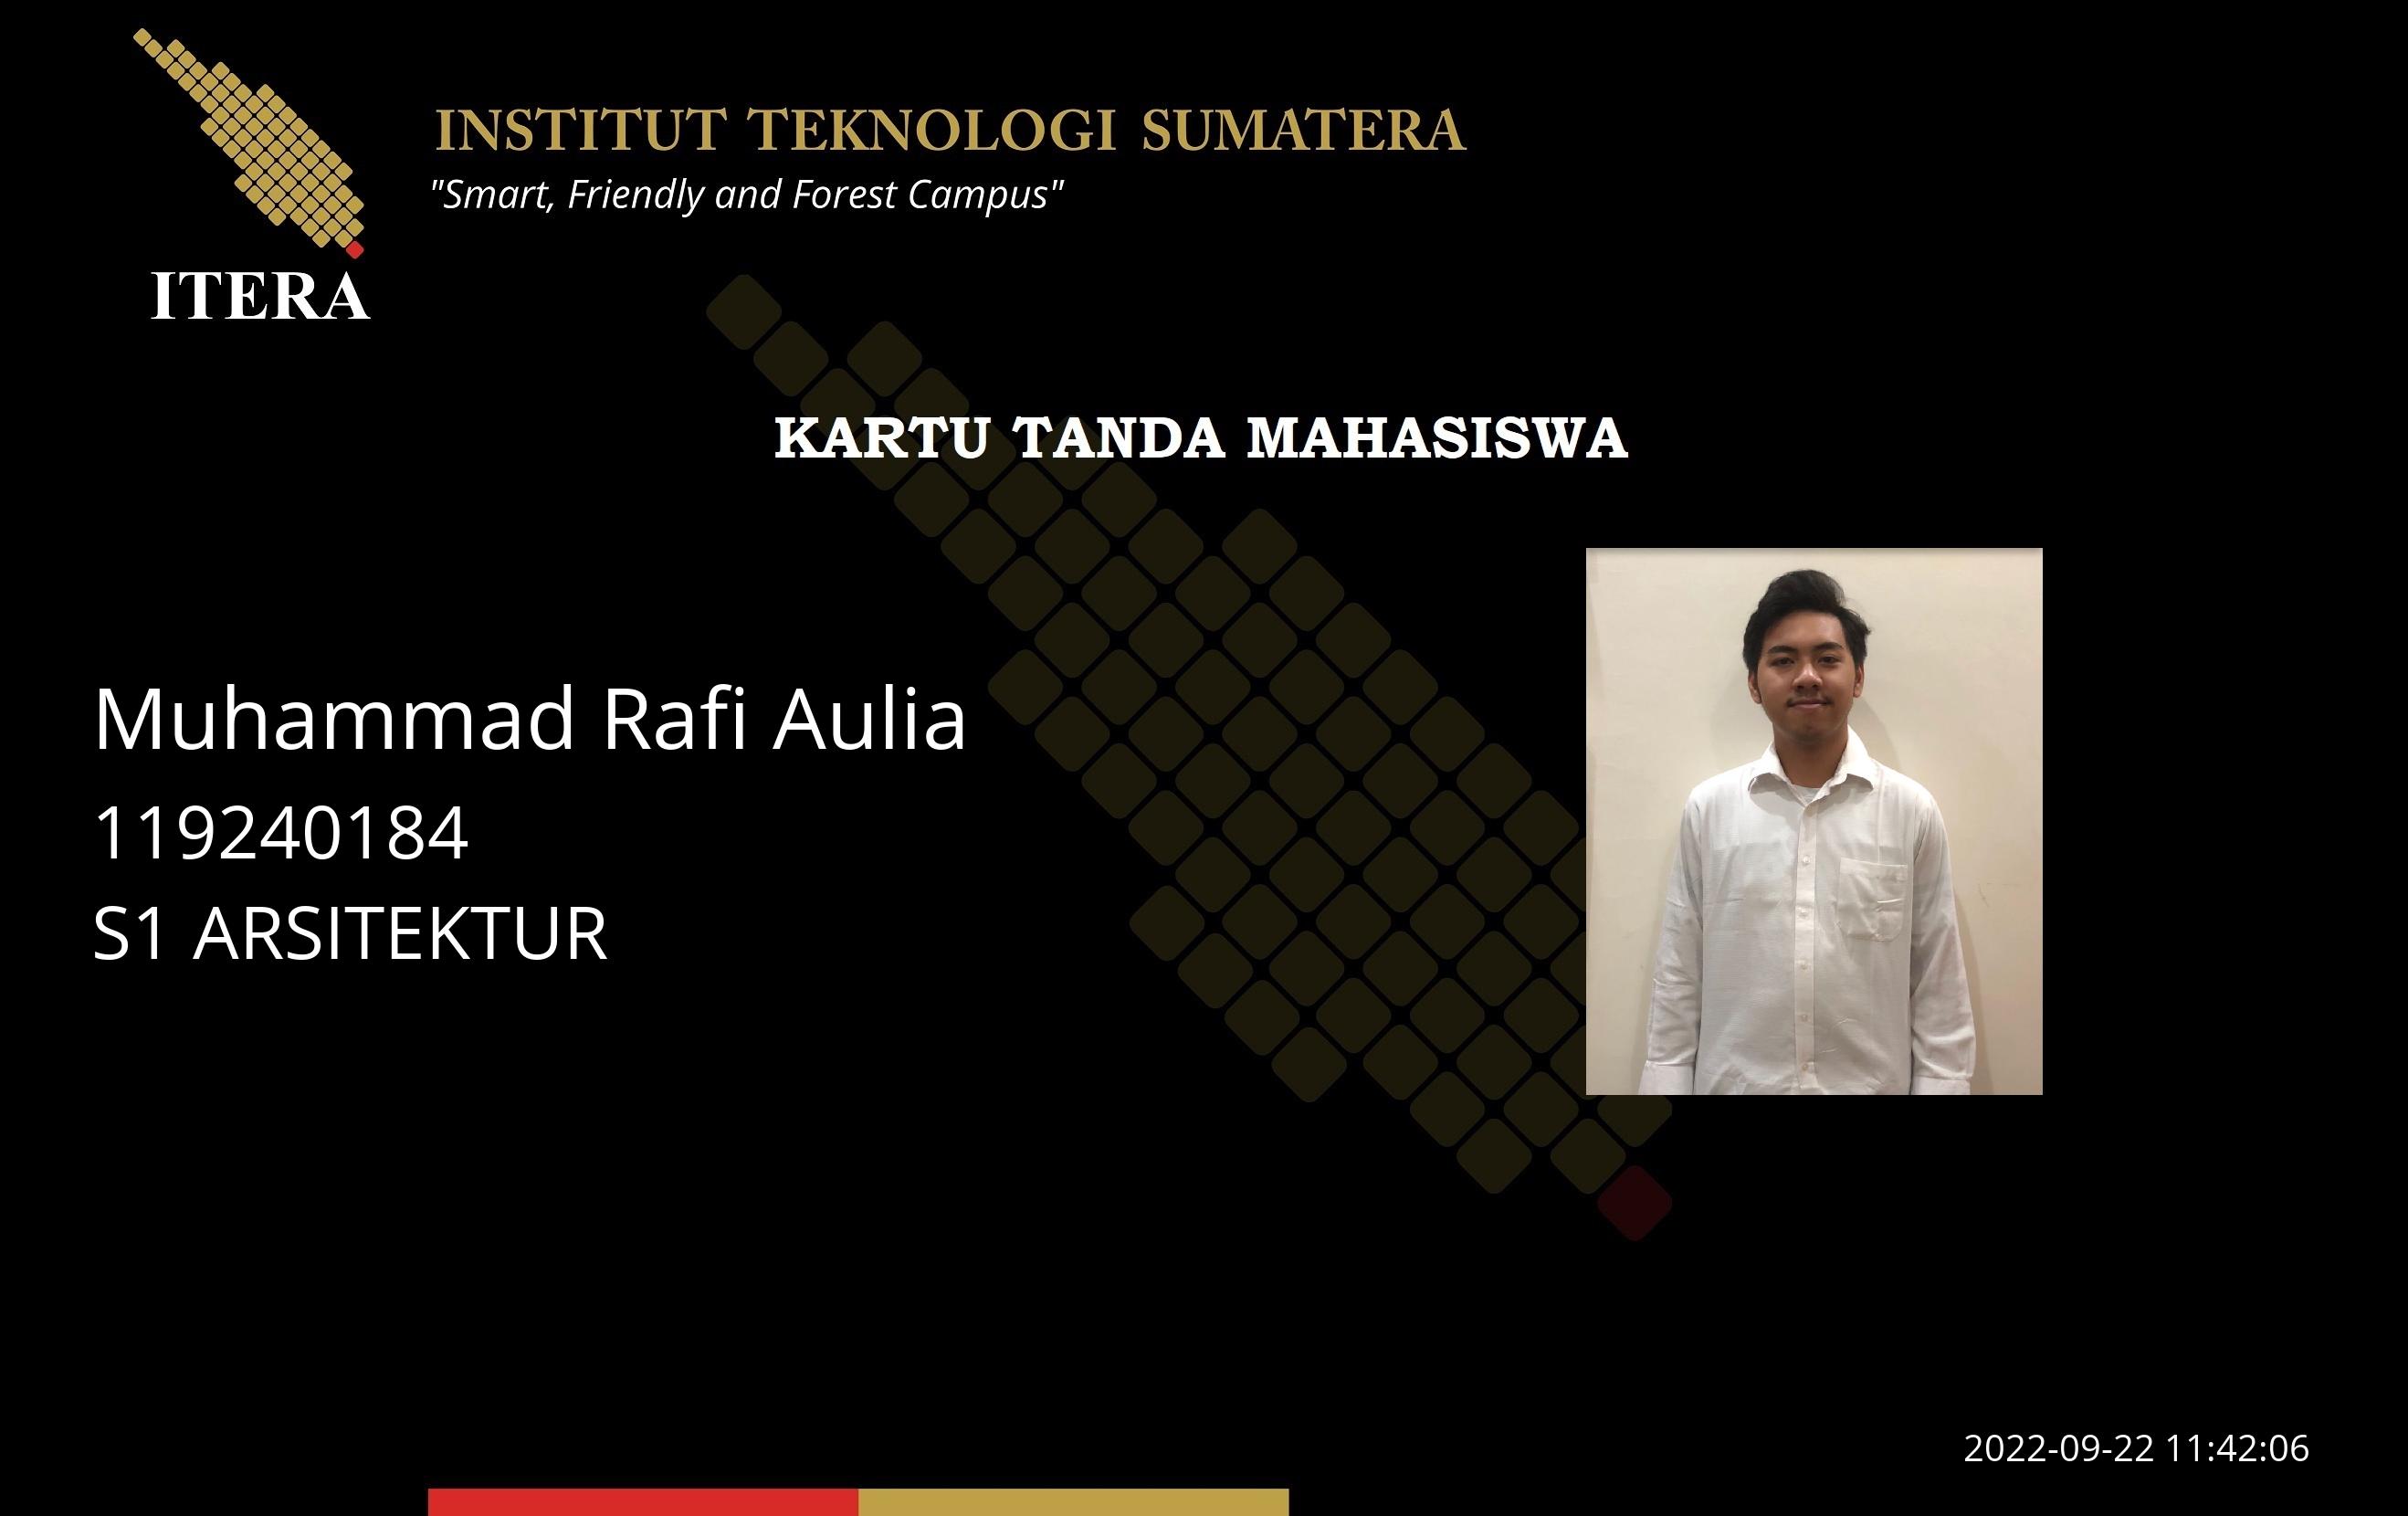 INSTITUT TEKNOLOGI SUMATERA
"Smart, Friendly and Forest Campus"
ITERA
KARTU TANDA MAHASISWA
Muhammad Rafi Aulia
119240184
S1 ARSITEKTUR
2022-09-22 11:42:06